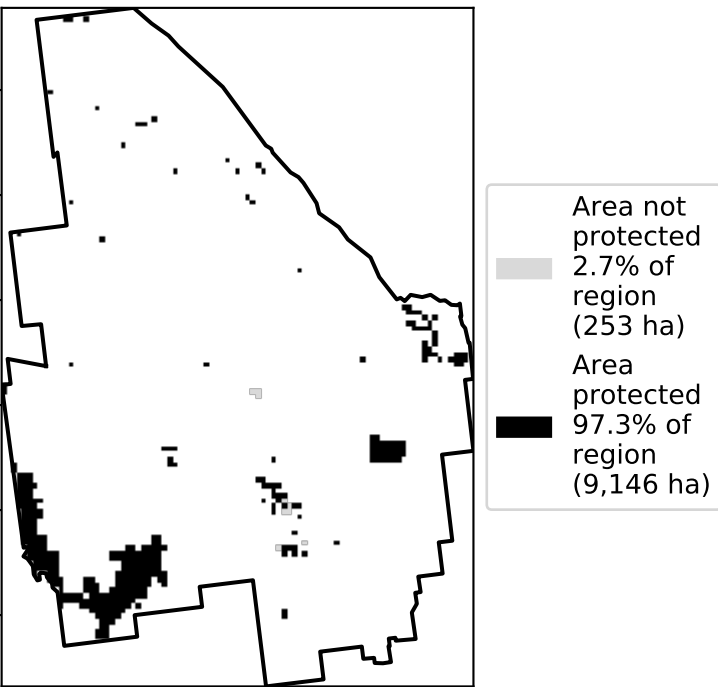 Area not
protected
2.7% of
region
(253 ha)
Area
protected
97.3% of
region
(9,146 ha)